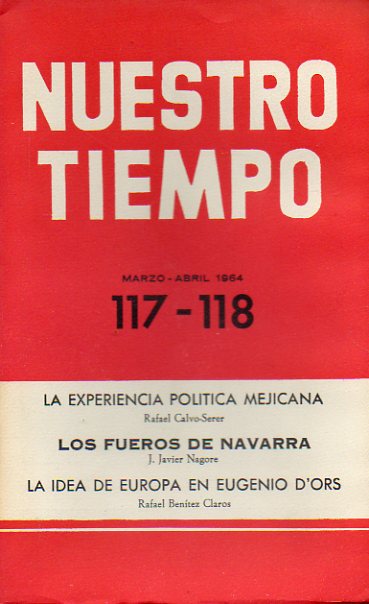 NUESTRO
TIEMPO
MARZO - ABRIL 1964
117 - 118
LA EXPERIENCIA POLITICA MEJICANA
Rafael Calvo-Serer
LOS FUEROS DE NAVARRA
J. Javier Nagore
LA IDEA DE EUROPA EN EUGENIO D'ORS
Rafael Benítez Claros